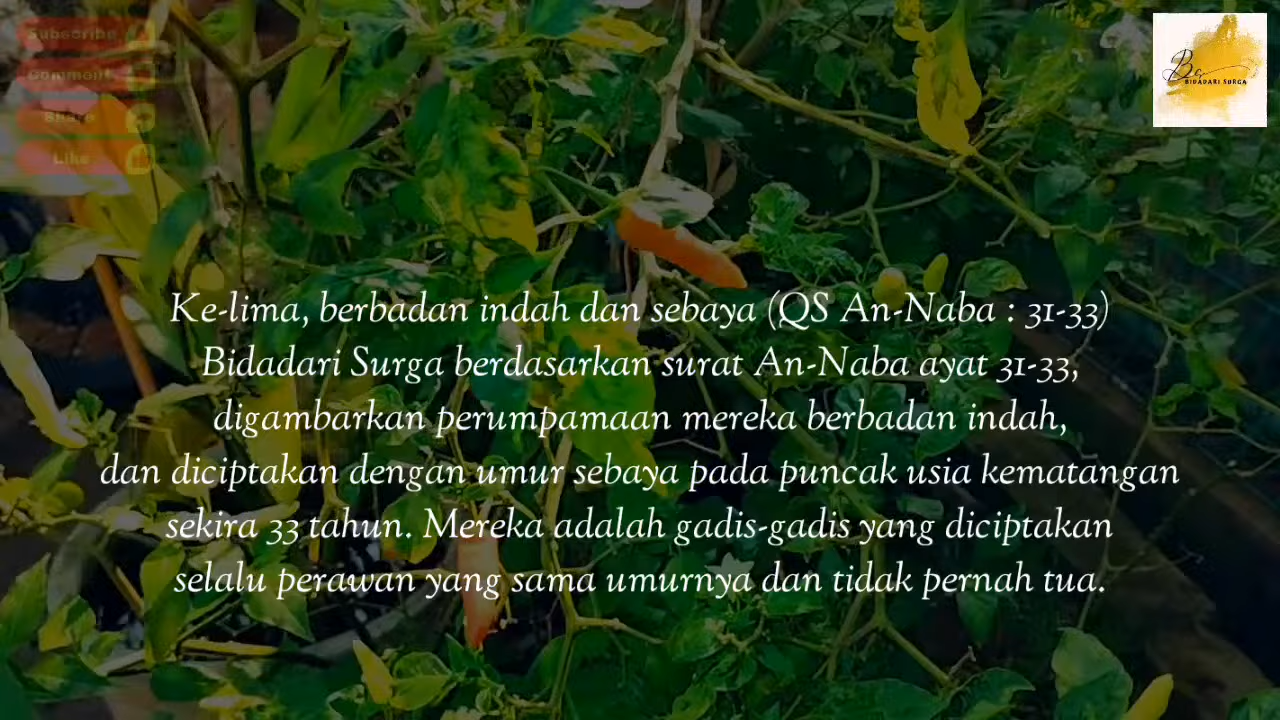 Subscribe
Comment
Share
Like
BIDADARI SURGA
Ke-lima, berbadan indah dan sebaya (QS An-Naba : 31-33)
Bidadari Surga berdasarkan surat An-Naba ayat 31-33,
digambarkan perumpamaan mereka berbadan indah,
dan diciptakan dengan umur sebaya pada puncak usia kematangan
sekira 33 tahun. Mereka adalah gadis-gadis yang diciptakan
selalu perawan yang sama umurnya dan tidak pernah tua.